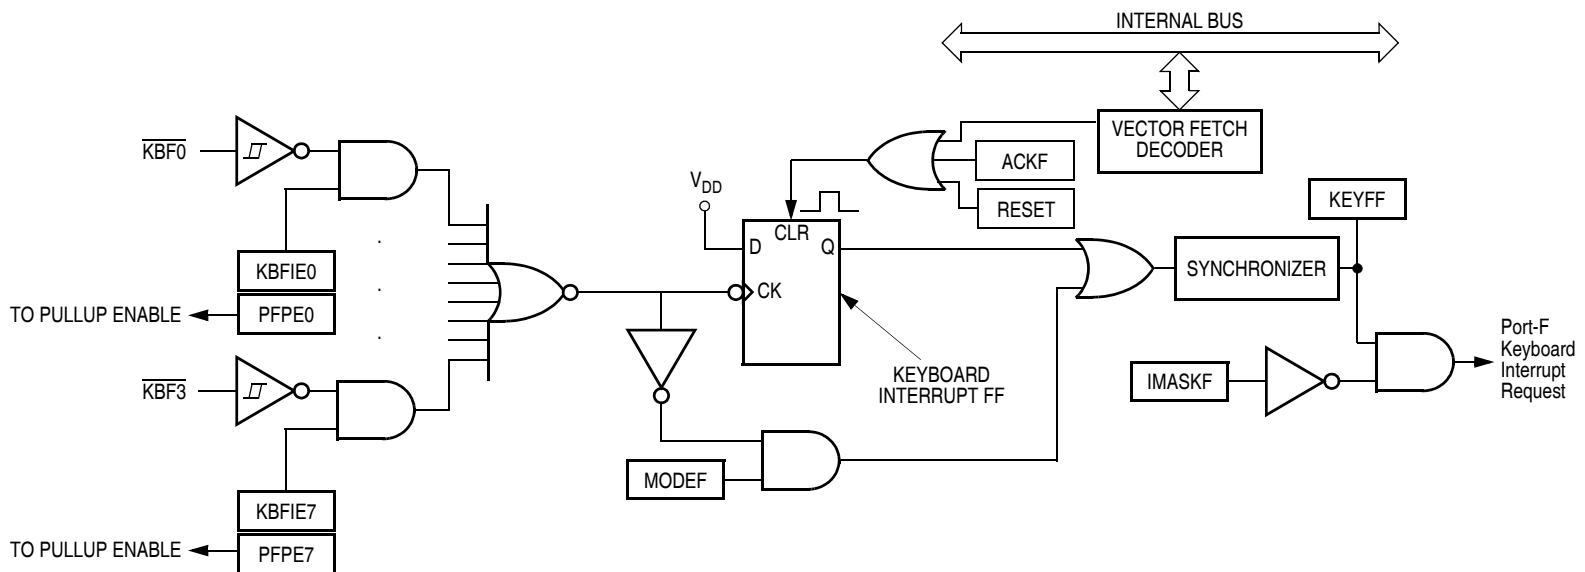 INTERNAL BUS
VECTOR FETCH
DECODER
ACKF
RESET
KBF0
VDD
KEYFF
CLR
D
Q
CK
SYNCHRONIZER
KBFIE0
TO PULLUP ENABLE
PFPE0
KBF3
KEYBOARD
INTERRUPT FF
IMASKF
Port-F
Keyboard
Interrupt
Request
MODEF
KBFIE7
TO PULLUP ENABLE
PFPE7